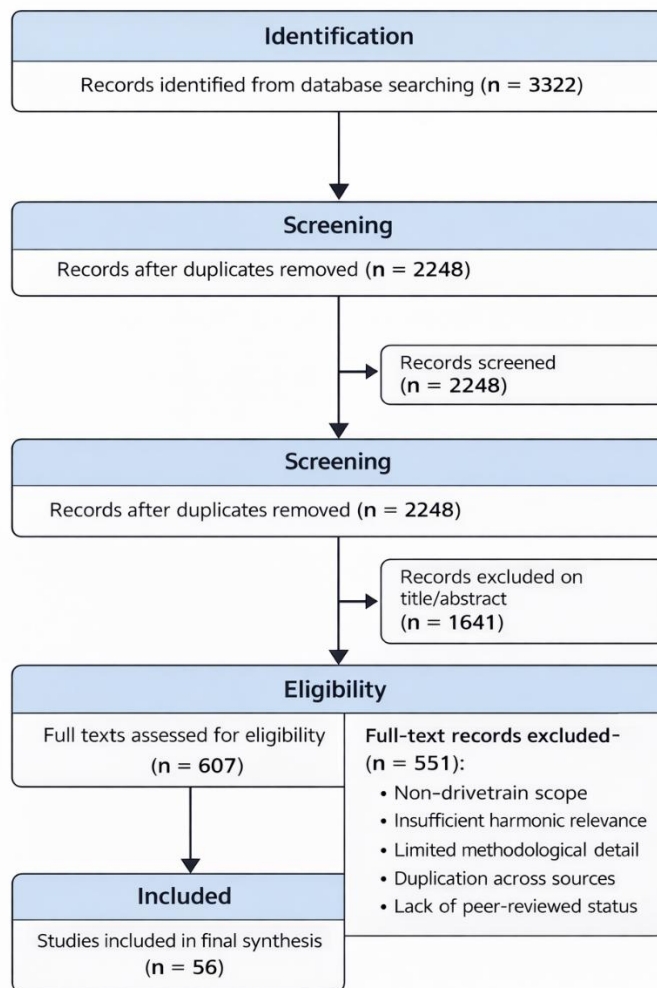 Identification
Records identified from database searching (n = 3322)
Screening
Records after duplicates removed (n = 2248)
Records screened
(n = 2248)
Screening
Records after duplicates removed (n = 2248)
Records excluded on
title/abstract
(n = 1641)
Eligibility
Full texts assessed for eligibility
(n = 607)
Full-text records excluded-
(n = 551):
• Non-drivetrain scope
• Insufficient harmonic relevance
• Limited methodological detail
• Duplication across sources
• Lack of peer-reviewed status
Included
Studies included in final synthesis
(n = 56)